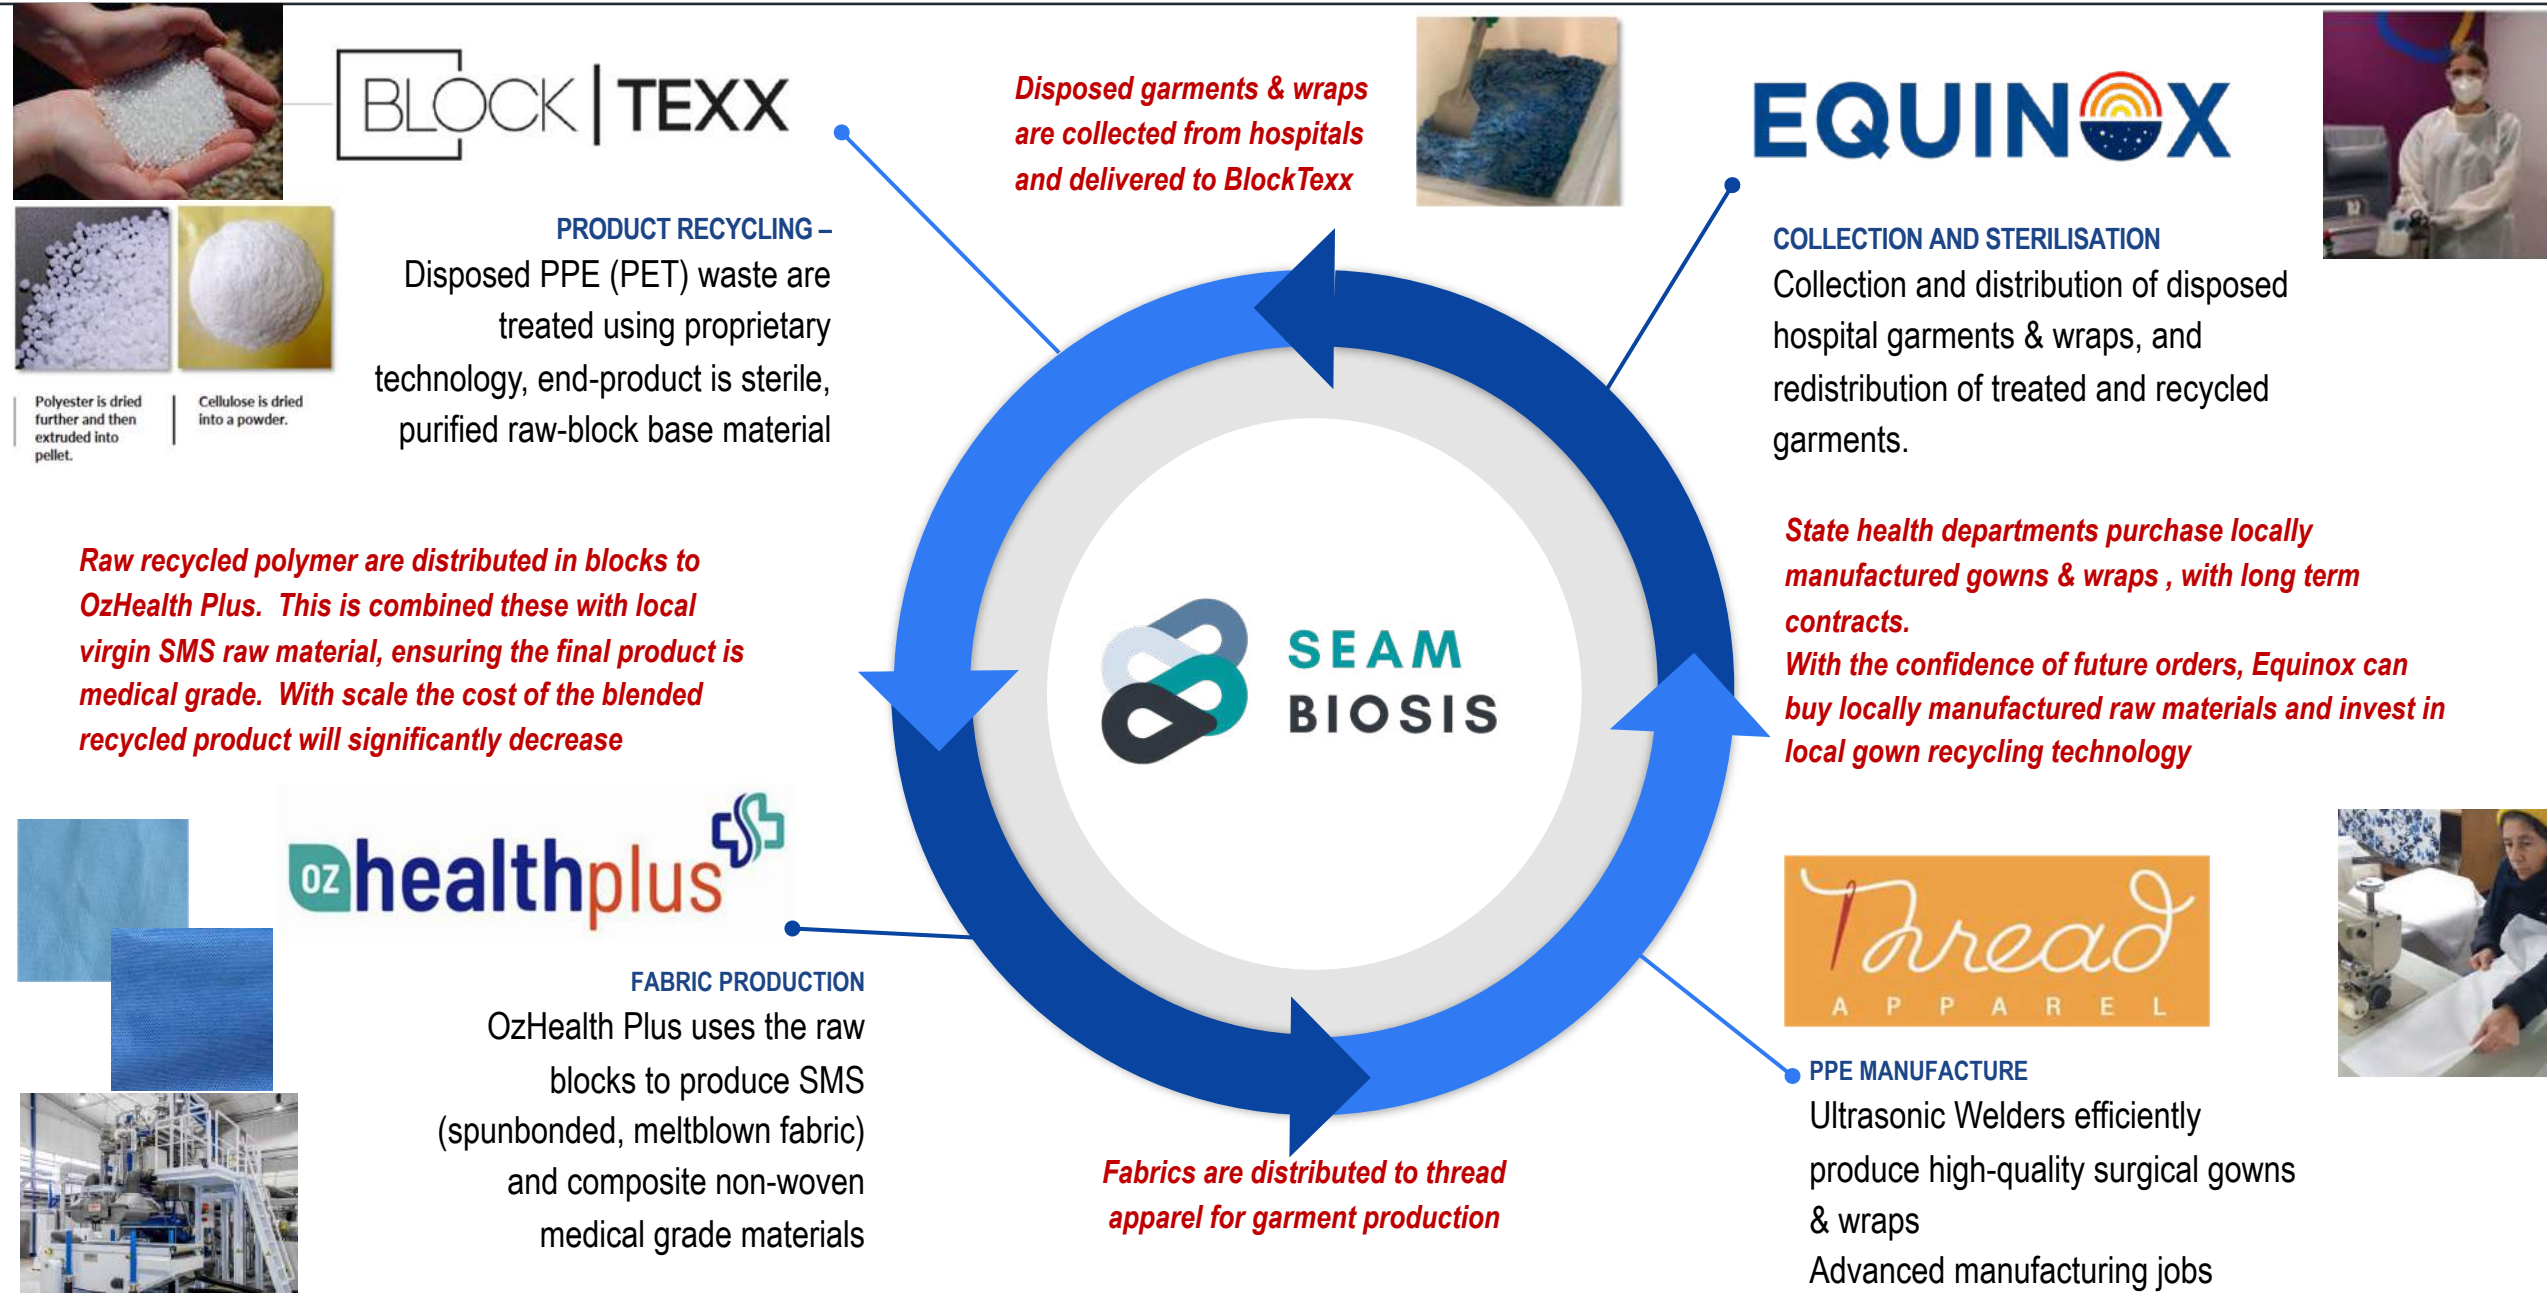 BLOCK | TEXX
PRODUCT RECYCLING –
Disposed PPE (PET) waste are
treated using proprietary
technology, end-product is sterile,
purified raw-block base material
Polyester is dried
further and then
extruded into
pellet.
Cellulose is dried
into a powder.
Disposed garments & wraps
are collected from hospitals
and delivered to BlockTexx
EQUINOX
COLLECTION AND STERILISATION
Collection and distribution of disposed
hospital garments & wraps, and
redistribution of treated and recycled
garments.
Raw recycled polymer are distributed in blocks to
OzHealth Plus.  This is combined these with local
virgin SMS raw material, ensuring the final product is
medical grade.  With scale the cost of the blended
recycled product will significantly decrease
SEAM
BIOSIS
State health departments purchase locally
manufactured gowns & wraps , with long term
contracts.
With the confidence of future orders, Equinox can
buy locally manufactured raw materials and invest in
local gown recycling technology
oz healthplus
FABRIC PRODUCTION
OzHealth Plus uses the raw
blocks to produce SMS
(spunbonded, meltblown fabric)
and composite non-woven
medical grade materials
Fabrics are distributed to thread
apparel for garment production
Thread
APPAREL
PPE MANUFACTURE
Ultrasonic Welders efficiently
produce high-quality surgical gowns
& wraps
Advanced manufacturing jobs